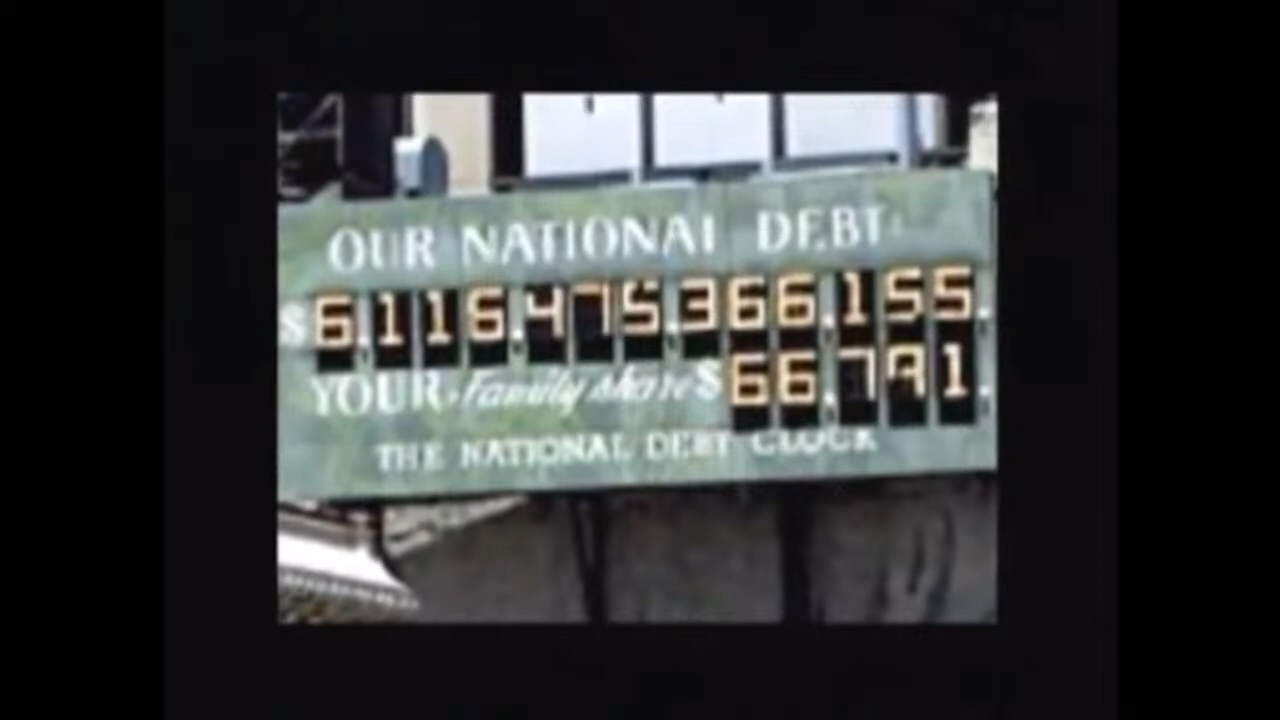 OUR NATIONAL DEBT
$6,116,475,366,155.
YOUR Family share $66,791.
THE NATIONAL DEBT CLOCK